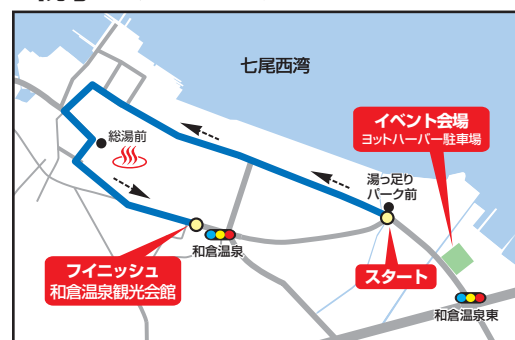 七尾西湾
イベント会場
ヨットハーバー駐車場
総湯前
湯っ足り
パーク前
スタート
和倉温泉
フイニッシュ
和倉温泉観光会館
和倉温泉東